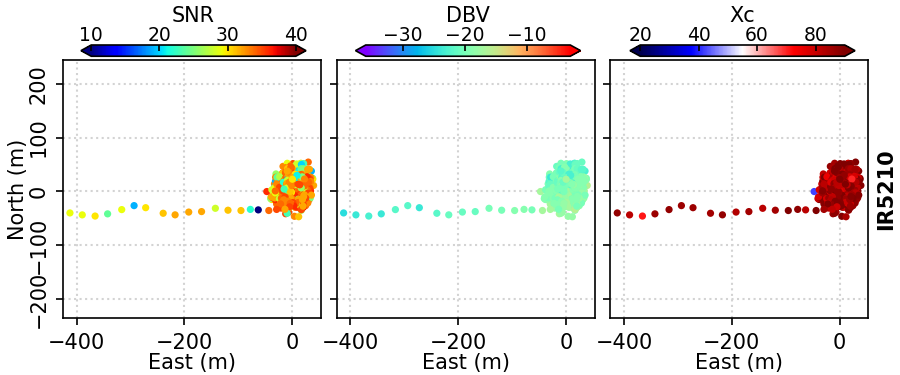 SNR DBV Xc
10 20 30 40 −30 −20 −10 20 40 60 80
200
100
0
−100
−200
North (m)
IR5210
−400 −200 0 −400 −200 0 −400 −200 0
East (m) East (m) East (m)